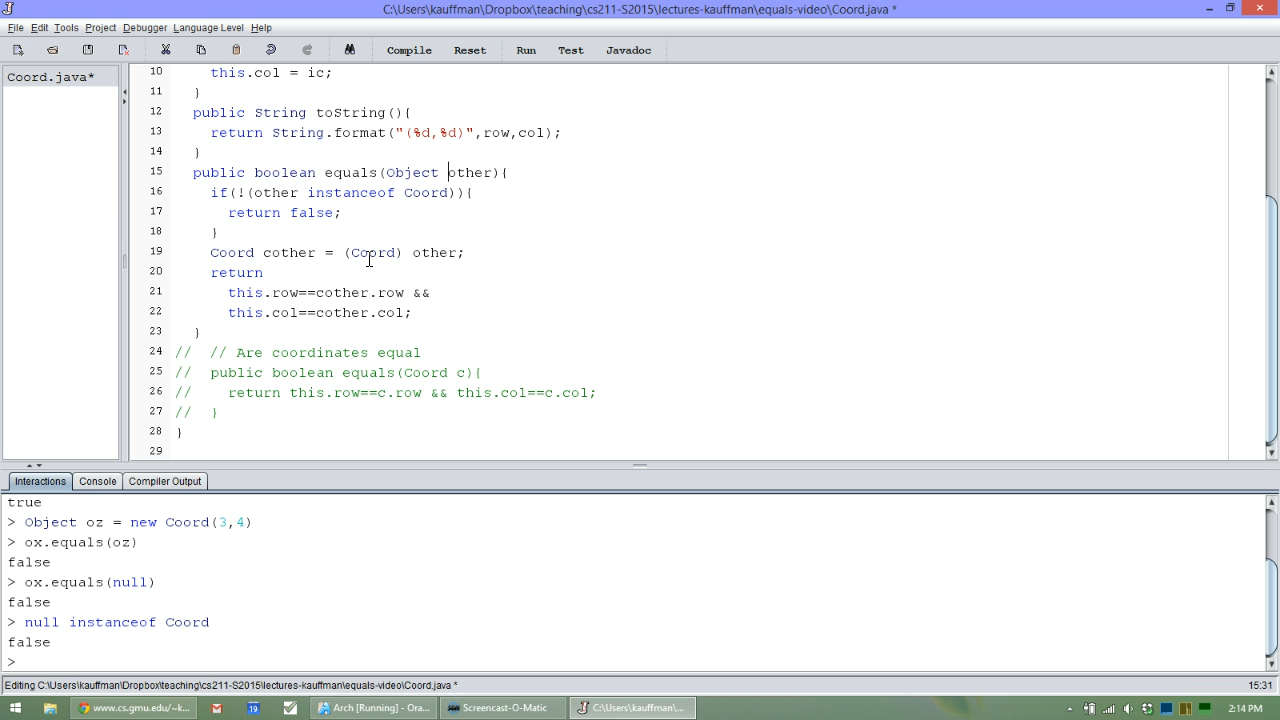 C:\Users\kauffman\Dropbox\teaching\cs211-S2015\lectures-kauffman\equals-video\Coord.java *
File Edit Tools Project Debugger Language Level Help
Compile Reset Run Test Javadoc
Coord.java*
10 this.col = ic;
11 }
12 public String toString(){
13 return String.format("(%d,%d)",row,col);
14 }
15 public boolean equals(Object other){
16 if(!(other instanceof Coord)){
17 return false;
18 }
19 Coord cother = (Coord) other;
20 return
21 this.row==cother.row &&
22 this.col==cother.col;
23 }
24 // // Are coordinates equal
25 // public boolean equals(Coord c){
26 // return this.row==c.row && this.col==c.col;
27 // }
28 }
29
Interactions Console Compiler Output
true
> Object oz = new Coord(3,4)
> ox.equals(oz)
false
> ox.equals(null)
false
> null instanceof Coord
false
>
Editing C:\Users\kauffman\Dropbox\teaching\cs211-S2015\lectures-kauffman\equals-video\Coord.java * 15:31
www.cs.gmu.edu/~k... 19 Arch [Running] - Ora... Screencast-O-Matic C:\Users\kauffman\... 2:14 PM